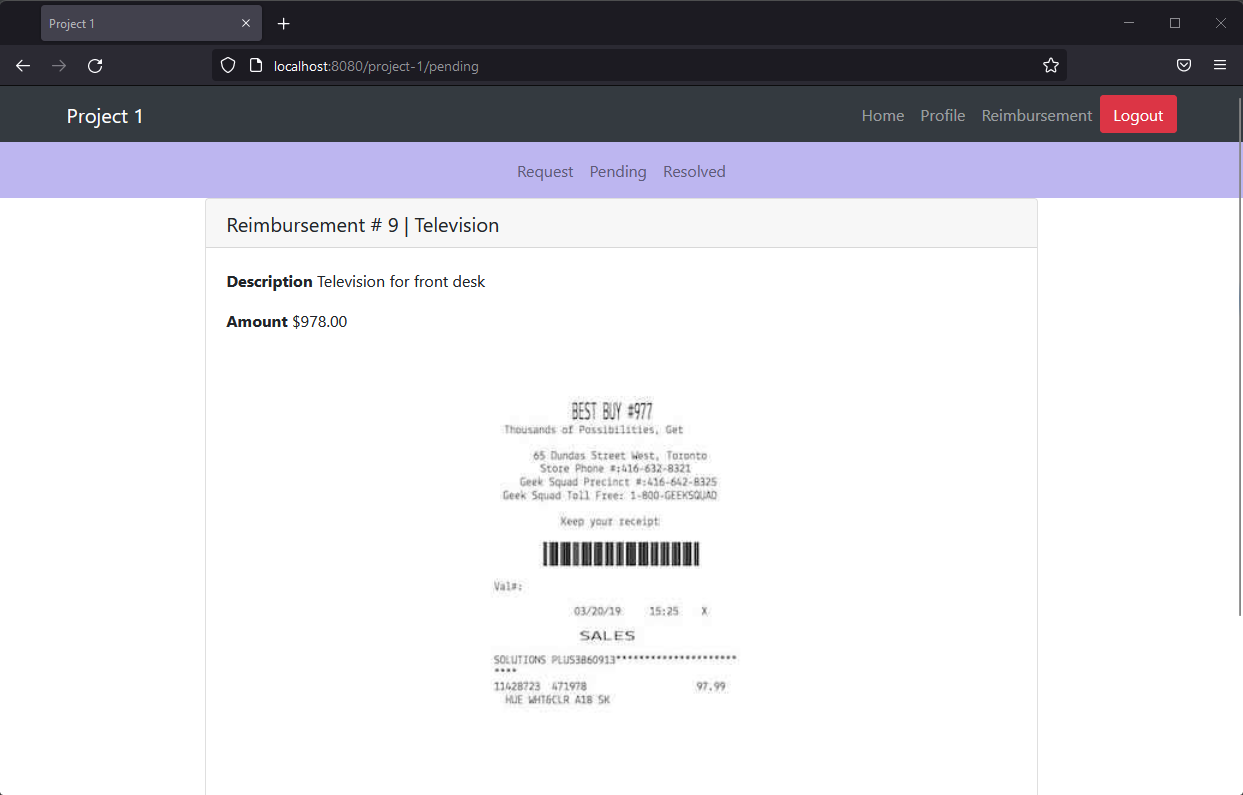 Project 1
localhost:8080/project-1/pending
Project 1 Home Profile Reimbursement Logout
Request Pending Resolved
Reimbursement # 9 | Television
Description Television for front desk
Amount $978.00
BEST BUY #977
Thousands of Possibilities, Get
65 Dundas Street West, Toronto
Store Phone #:416-632-8321
Geek Squad Precinct #:416-642-8325
Geek Squad Toll Free: 1-800-GEEKSQUAD
Keep your receipt
Val#:
03/20/19 15:25 X
SALES
SOLUTIONS PLUS3860913*********************
****
11428723 471978 97.99
HUE WHT&CLR A1B SK